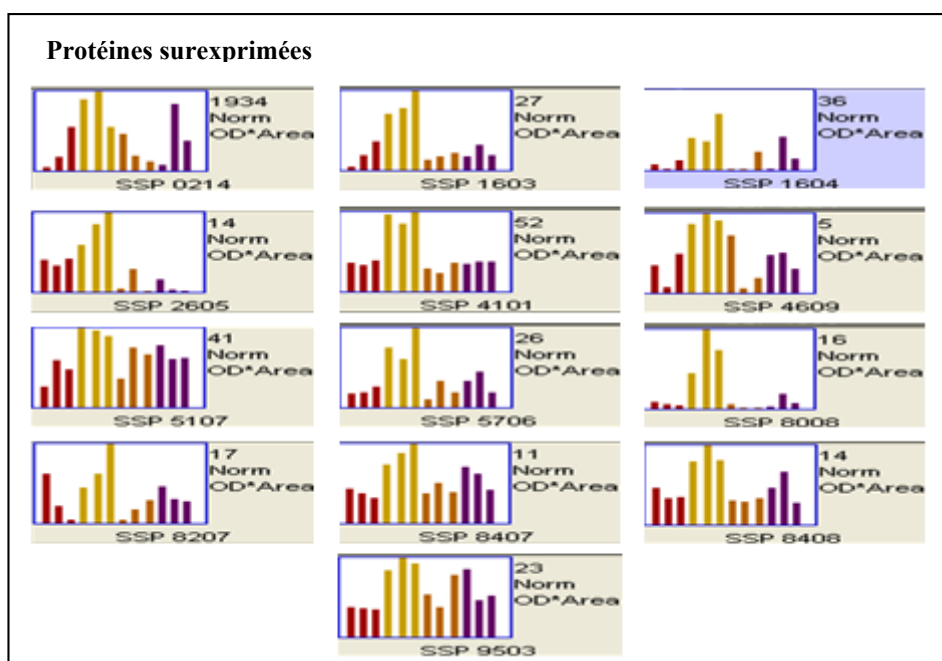 Protéines surexprimées
1934
Norm
OD*Area
SSP 0214
27
Norm
OD*Area
SSP 1603
36
Norm
OD*Area
SSP 1604
14
Norm
OD*Area
SSP 2605
52
Norm
OD*Area
SSP 4101
5
Norm
OD*Area
SSP 4609
41
Norm
OD*Area
SSP 5107
26
Norm
OD*Area
SSP 5706
16
Norm
OD*Area
SSP 8008
17
Norm
OD*Area
SSP 8207
11
Norm
OD*Area
SSP 8407
14
Norm
OD*Area
SSP 8408
23
Norm
OD*Area
SSP 9503